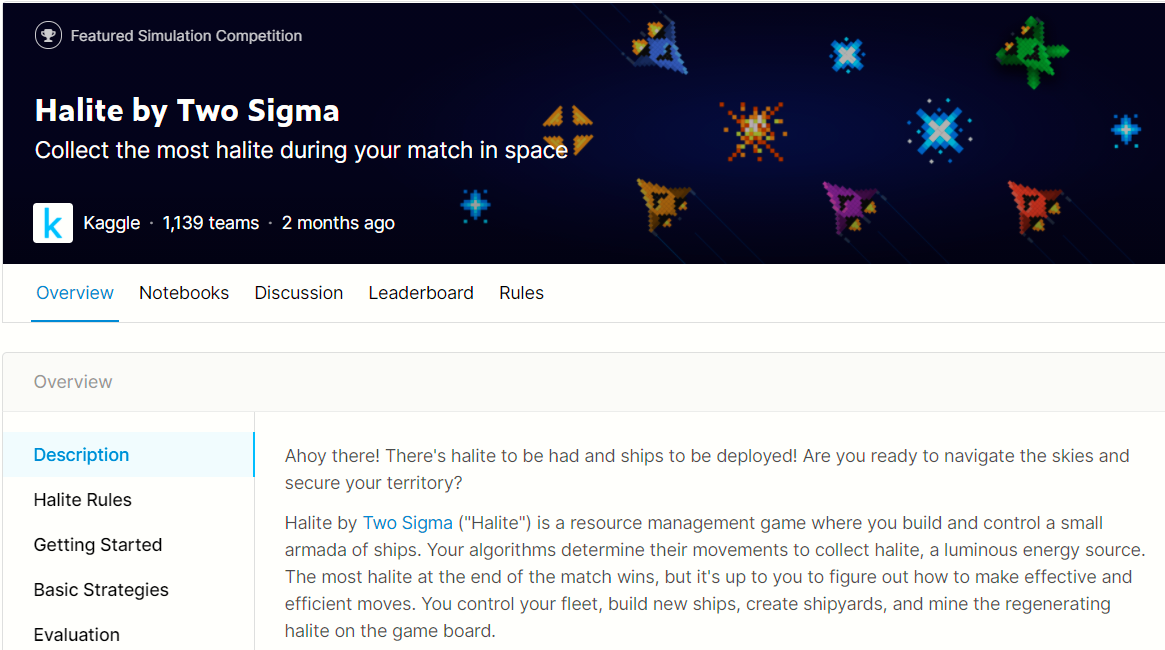 Featured Simulation Competition
Halite by Two Sigma
Collect the most halite during your match in space
k
Kaggle · 1,139 teams · 2 months ago
Overview Notebooks Discussion Leaderboard Rules
Overview
Description
Halite Rules
Getting Started
Basic Strategies
Evaluation
Ahoy there! There's halite to be had and ships to be deployed! Are you ready to navigate the skies and
secure your territory?
Halite by Two Sigma ("Halite") is a resource management game where you build and control a small
armada of ships. Your algorithms determine their movements to collect halite, a luminous energy source.
The most halite at the end of the match wins, but it's up to you to figure out how to make effective and
efficient moves. You control your fleet, build new ships, create shipyards, and mine the regenerating
halite on the game board.